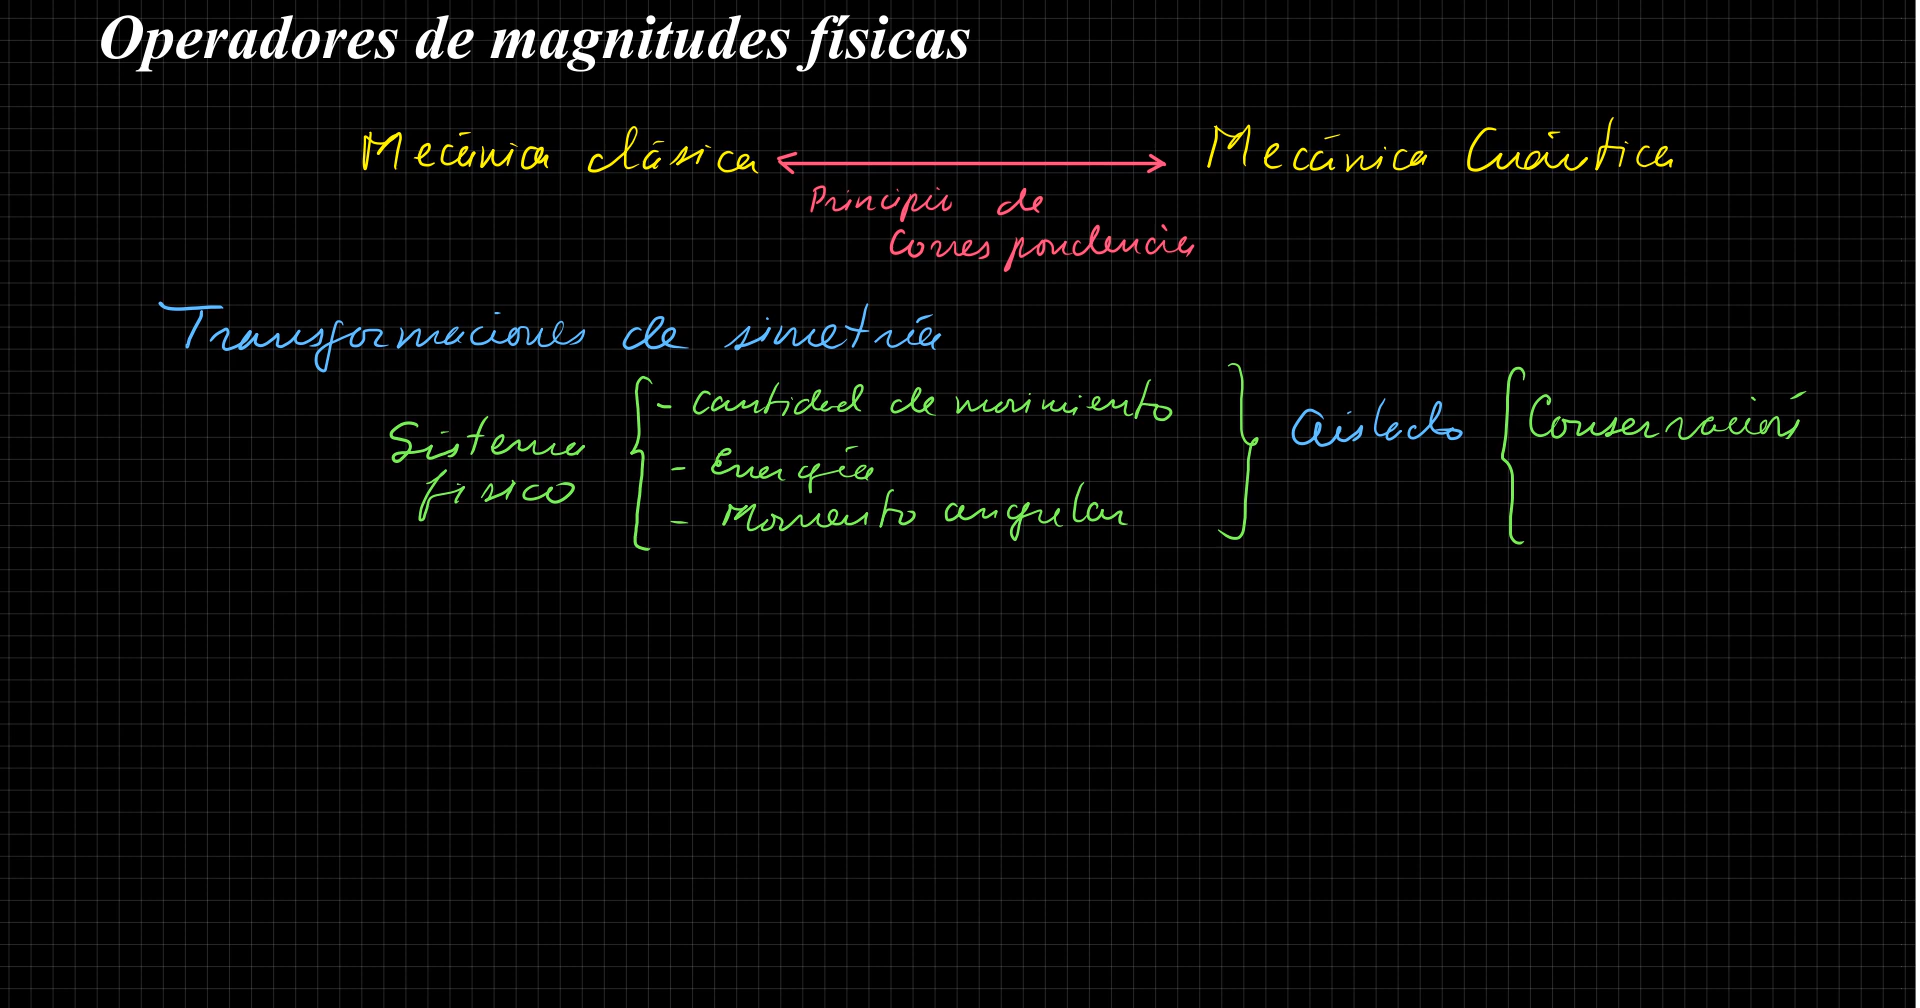 Operadores de magnitudes físicas
Mecánica clásica Mecánica Cuántica
Principio de
Correspondencia
Transformaciones de simetría
- Cantidad de movimiento
Sistema físico
- Energía
- Momento angular
Aislado
Conservación